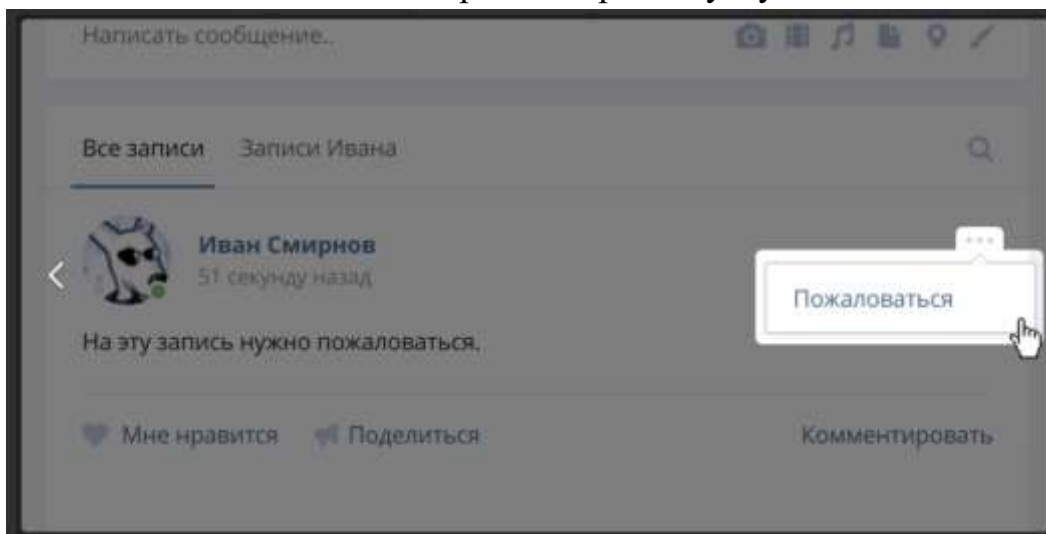 Написать сообщение..
Все записи Записи Ивана
Иван Смирнов
51 секунду назад
Пожаловаться
На эту запись нужно пожаловаться.
Мне нравится Поделиться Комментировать